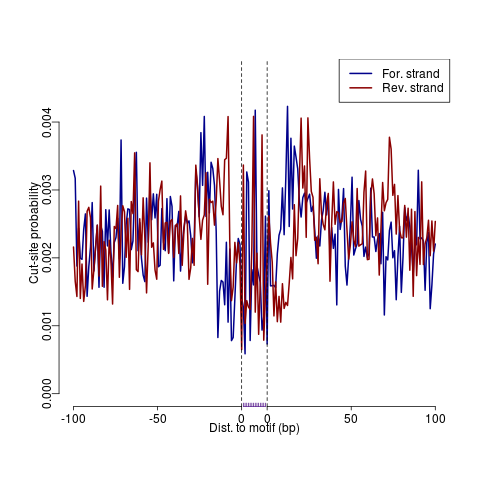 For. strand
Rev. strand
Cut-site probability
0.004
0.003
0.002
0.001
0.000
-100 -50 0 0 50 100
Dist. to motif (bp)